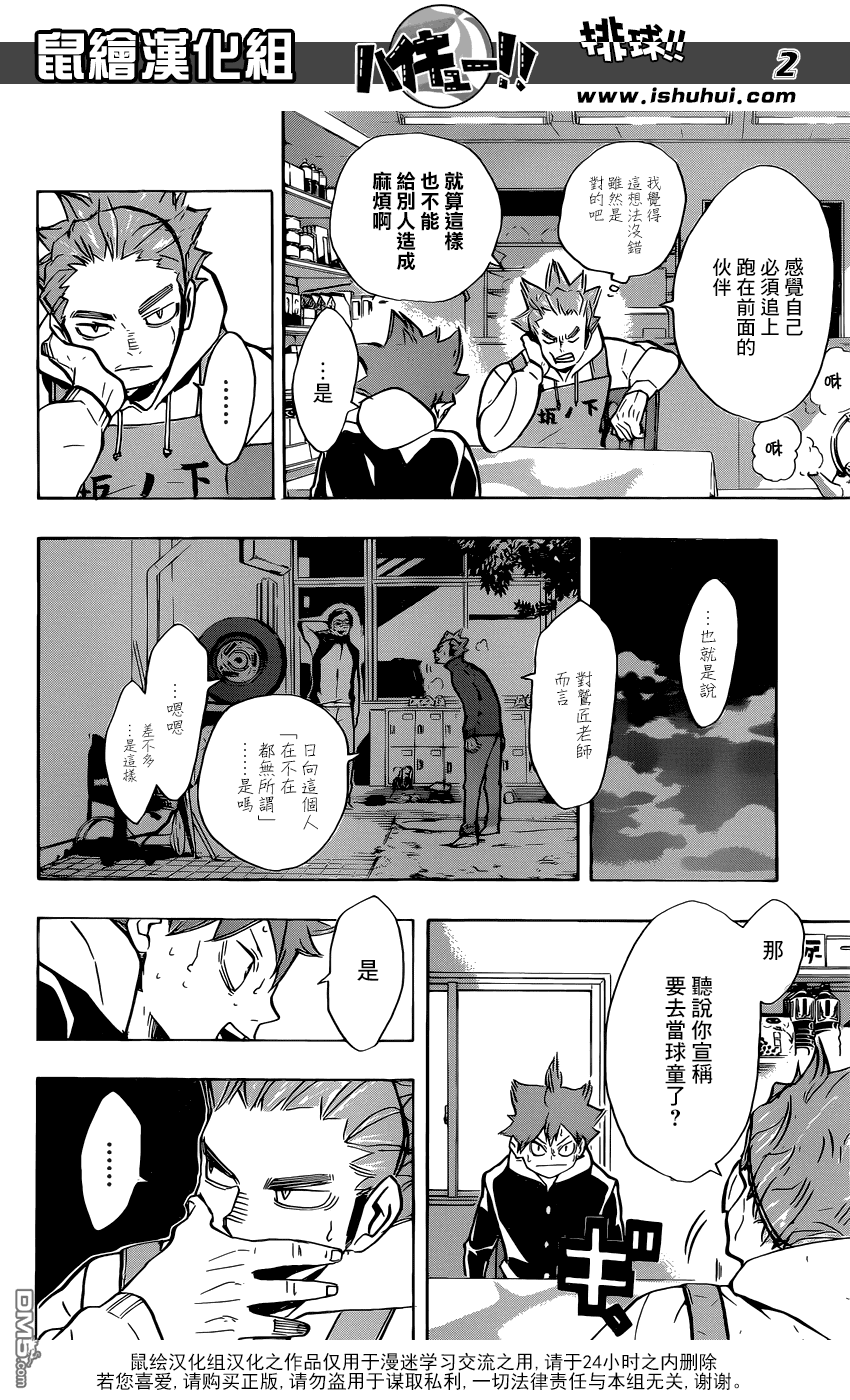 鼠繪漢化組
ハイキュー!!
排球!!
2
www.ishuhui.com
感覺自己
必須追上
跑在前面的
伙伴
我覺得
這想法沒錯
雖然是
對的吧
就算這樣
也不能
給別人造成
麻煩啊
…是
咻
咻
坂ノ下
……
坂ノ下
…也就是說
對鷲匠老師
而言
日向這個人
「在不在
都無所謂」
……是嗎
…嗯嗯
差不多
…是這樣
那
聽說你宣稱
要去當球童了?
是
ギロ
……
DM5.com
鼠绘汉化组汉化之作品仅用于漫迷学习交流之用, 请于24小时之内删除
若您喜爱, 请购买正版, 请勿盗用于谋取私利, 一切法律责任与本组无关, 谢谢。